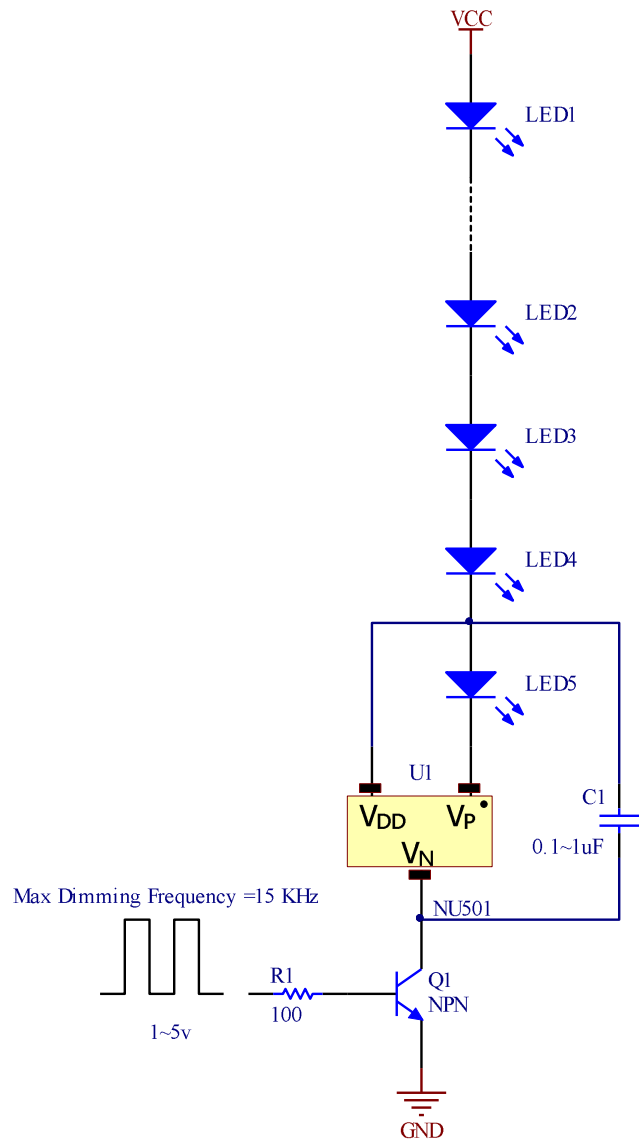 VCC
LED1
LED2
LED3
LED4
LED5
U1
VDD
VP
C1
VN
0.1~1uF
Max Dimming Frequency =15 KHz
NU501
R1
Q1
100
NPN
1~5v
GND